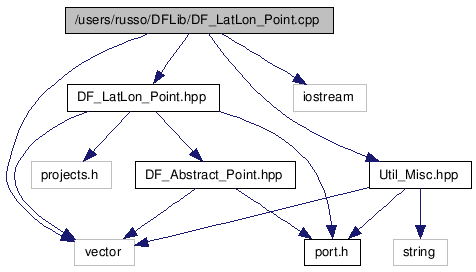 /users/russo/DFLib/DF_LatLon_Point.cpp
DF_LatLon_Point.hpp
iostream
projects.h
DF_Abstract_Point.hpp
Util_Misc.hpp
vector
port.h
string